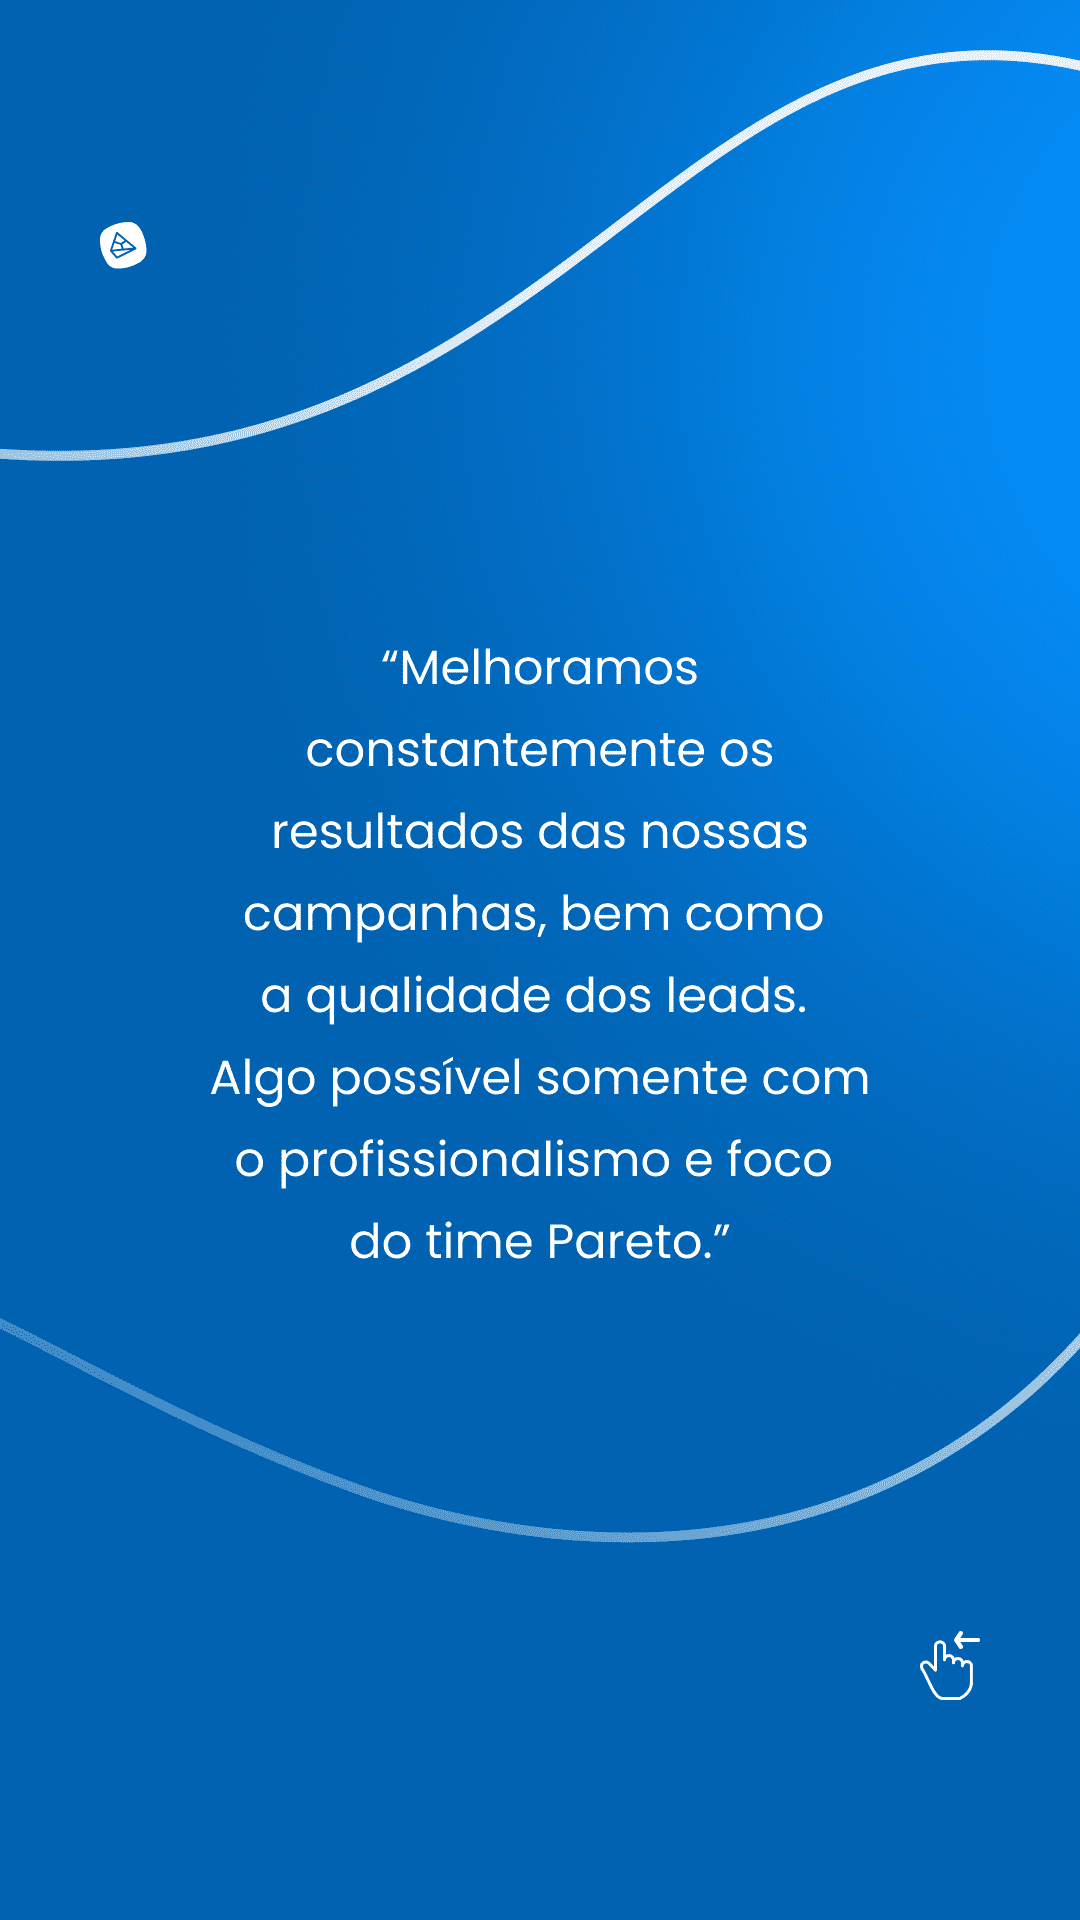 “Melhoramos
constantemente os
resultados das nossas
campanhas, bem como
a qualidade dos leads.
Algo possível somente com
o profissionalismo e foco
do time Pareto.”